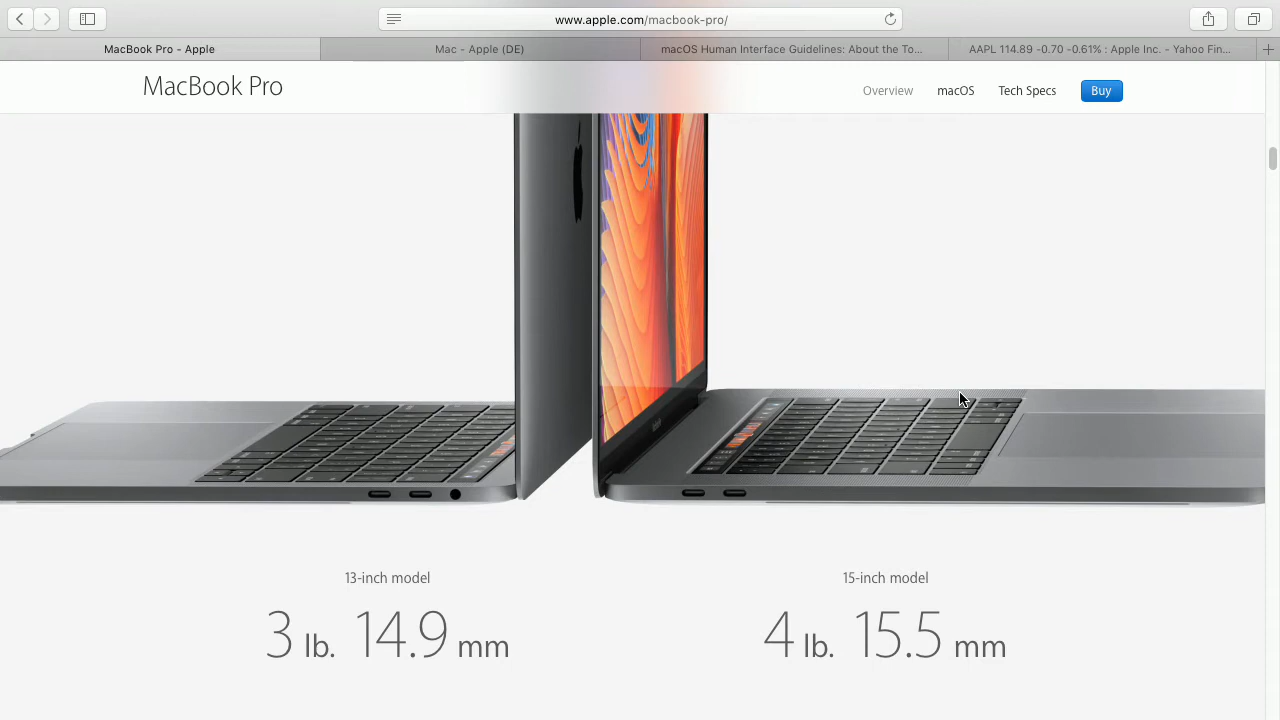 www.apple.com/macbook-pro/
MacBook Pro - Apple
Mac - Apple (DE)
macOS Human Interface Guidelines: About the To...
AAPL 114.89 -0.70 -0.61% : Apple Inc. - Yahoo Fin...
MacBook Pro
Overview
macOS
Tech Specs
Buy
13-inch model
3 lb. 14.9 mm
15-inch model
4 lb. 15.5 mm